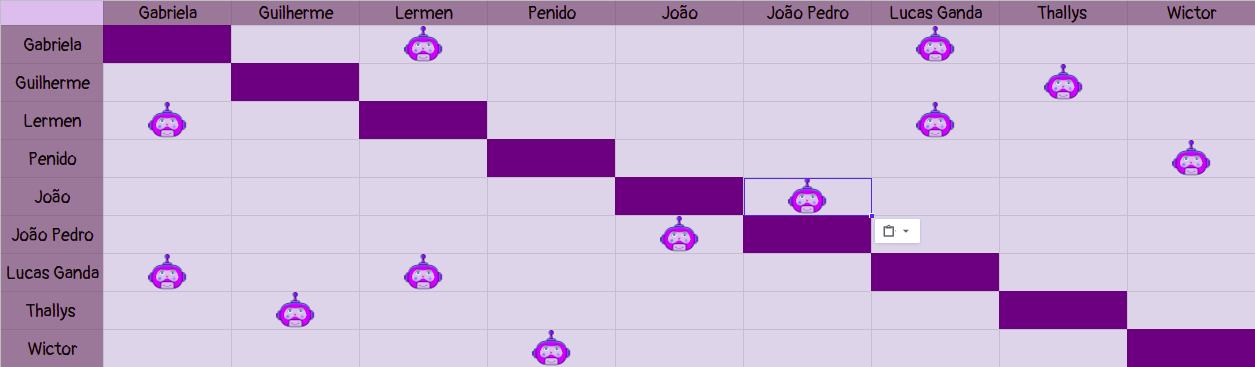 Gabriela Guilherme Lermen Penido João João Pedro Lucas Ganda Thallys Wictor
Gabriela
Guilherme
Lermen
Penido
João
João Pedro
Lucas Ganda
Thallys
Wictor